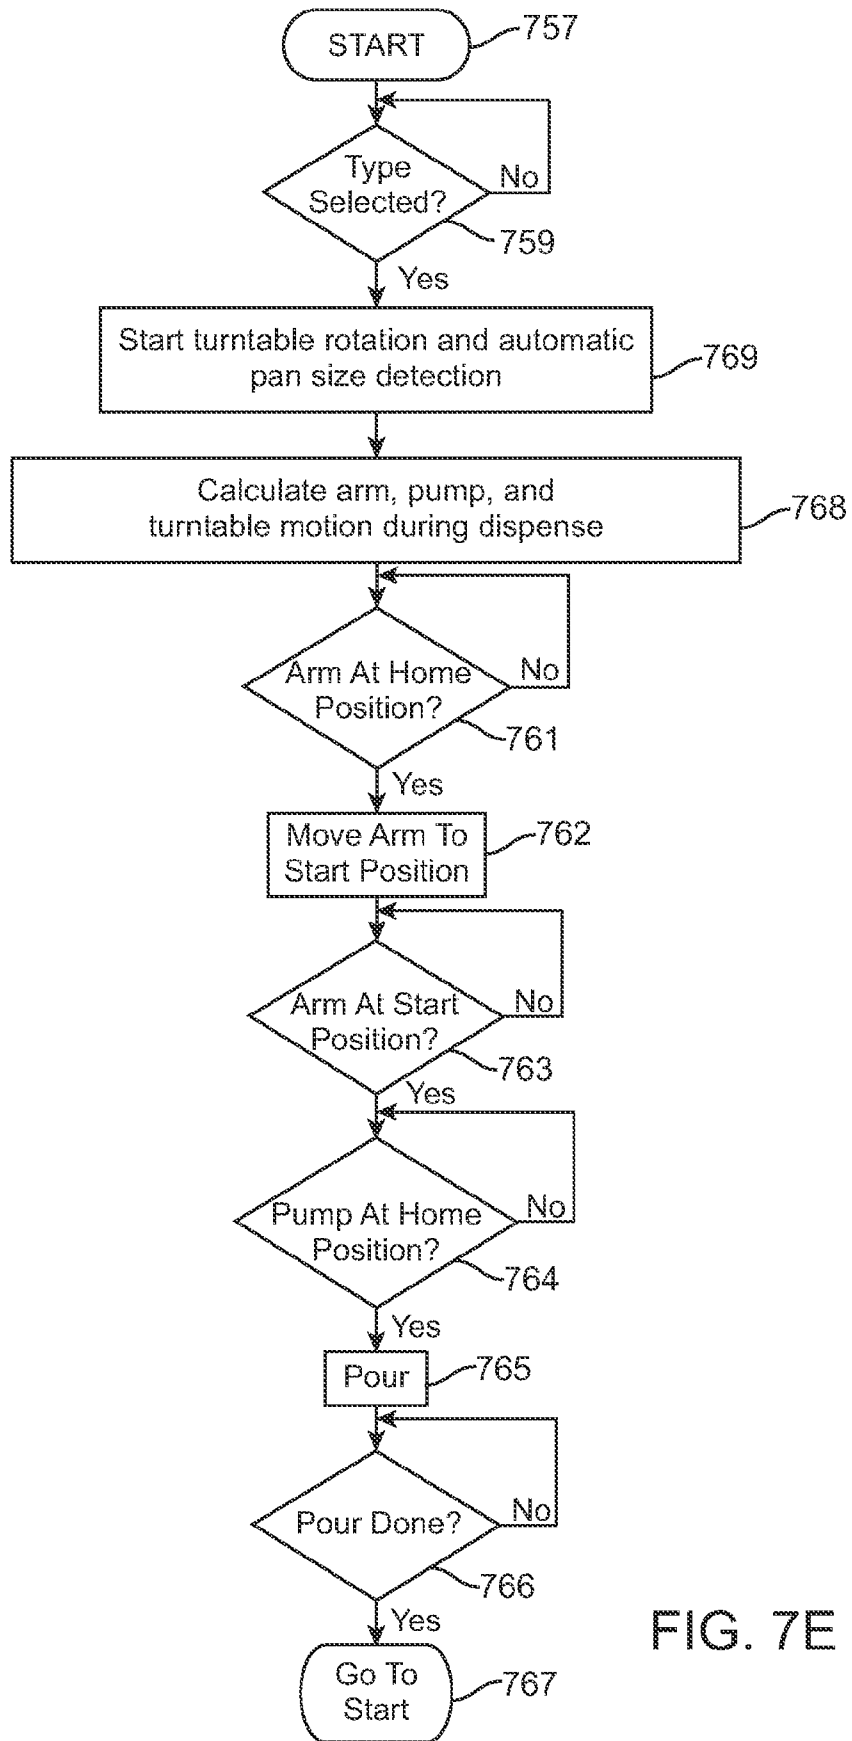 START
757
Type
Selected?
No
759
Yes
Start turntable rotation and automatic
pan size detection
769
Calculate arm, pump, and
turntable motion during dispense
768
Arm At Home
Position?
No
761
Yes
Move Arm To
Start Position
762
Arm At Start
Position?
No
763
Yes
Pump At Home
Position?
No
764
Yes
Pour
765
Pour Done?
No
766
Yes
Go To
Start
767
FIG. 7E